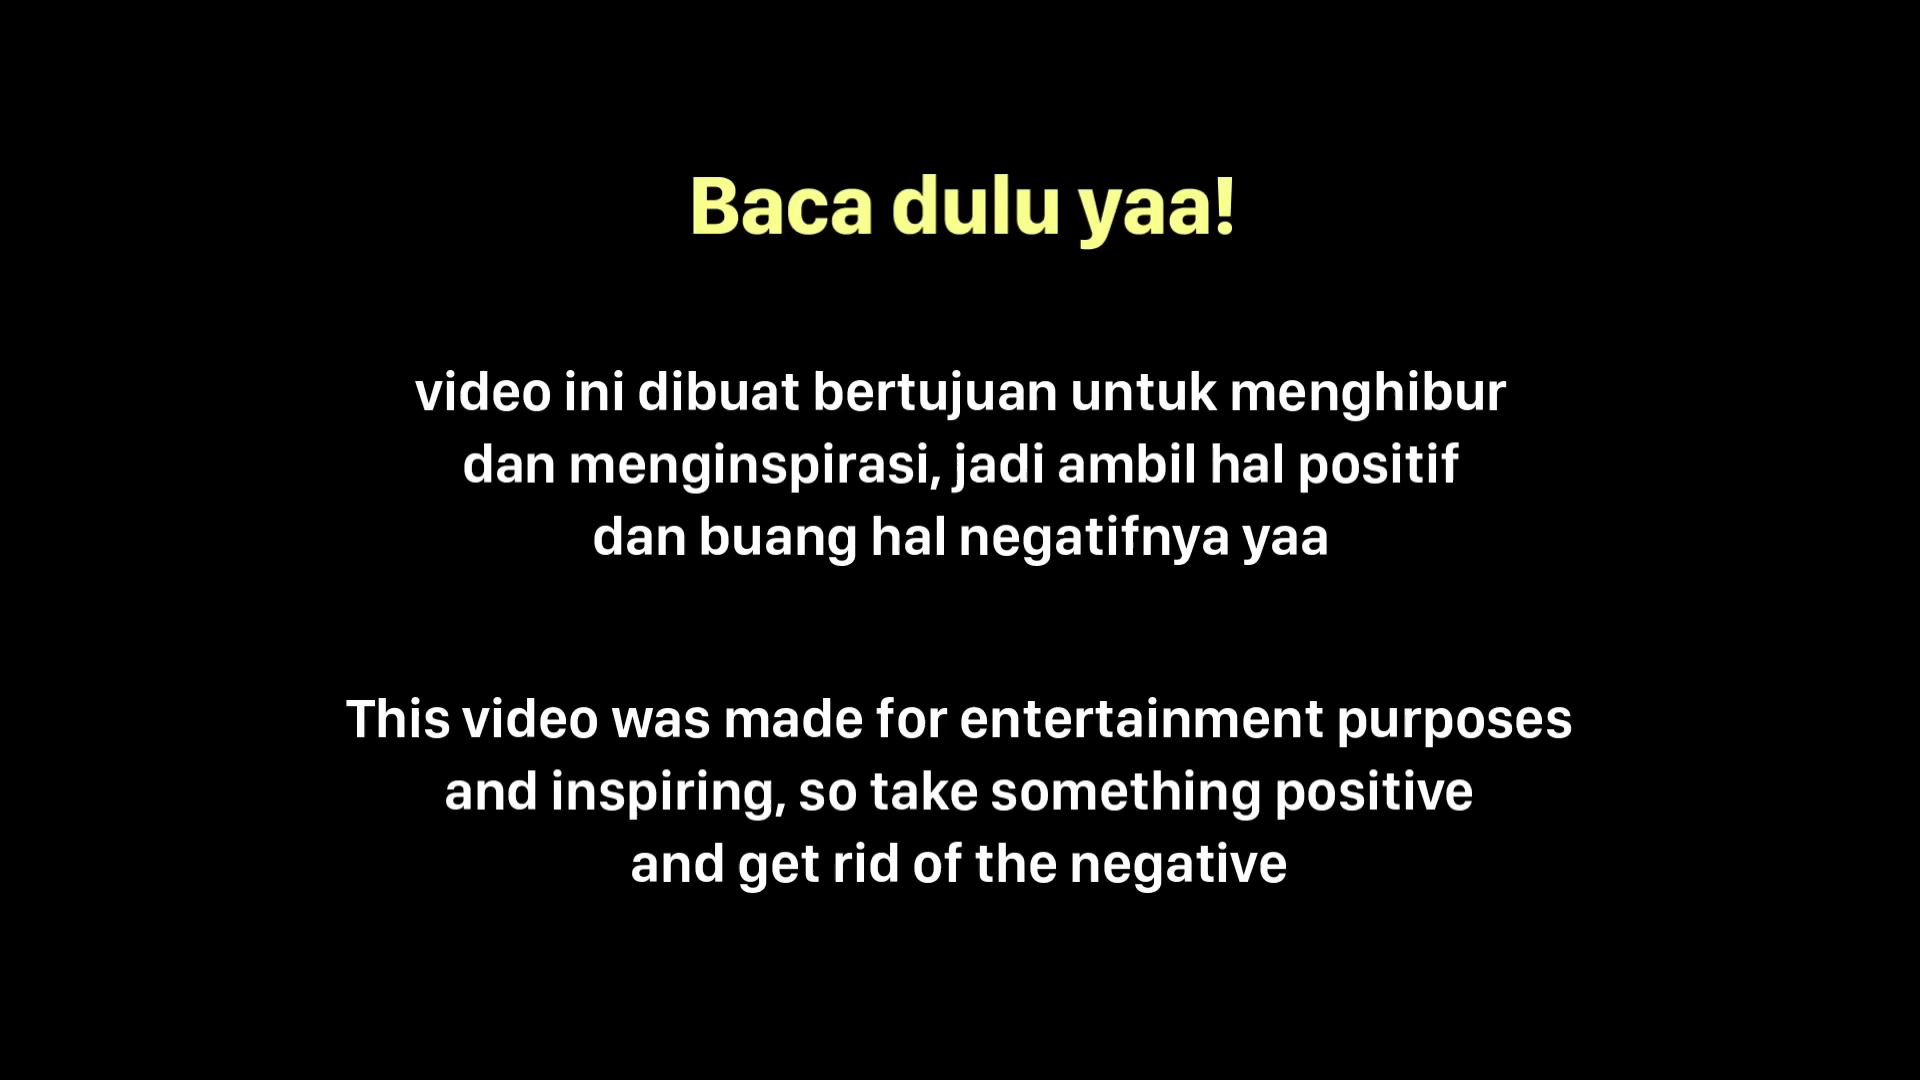 Baca dulu yaa!
video ini dibuat bertujuan untuk menghibur
dan menginspirasi, jadi ambil hal positif
dan buang hal negatifnya yaa
This video was made for entertainment purposes
and inspiring, so take something positive
and get rid of the negative